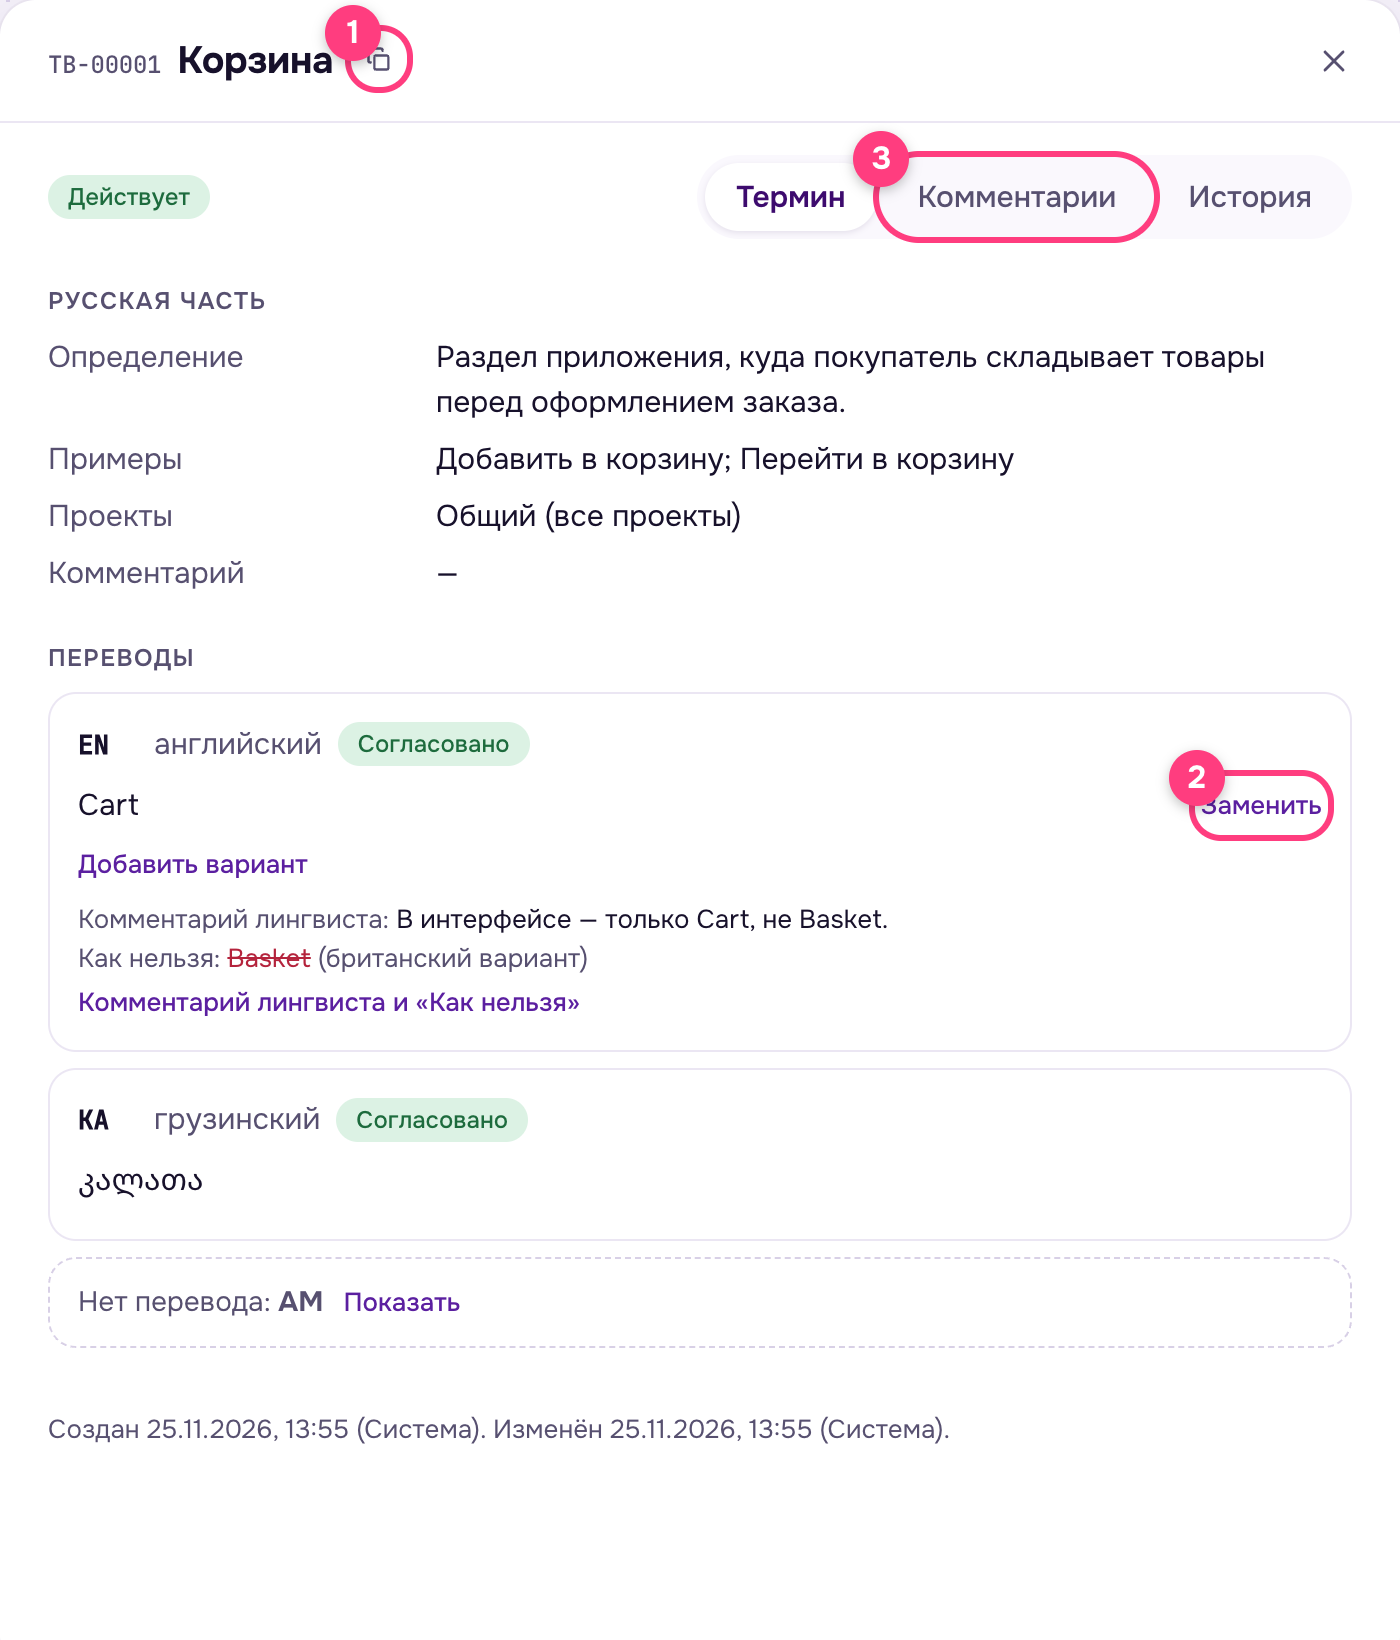 TB-00001 Корзина 1
Действует
Термин 3 Комментарии История
РУССКАЯ ЧАСТЬ
Определение Раздел приложения, куда покупатель складывает товары
перед оформлением заказа.
Примеры Добавить в корзину; Перейти в корзину
Проекты Общий (все проекты)
Комментарий —
ПЕРЕВОДЫ
EN английский Согласовано
Cart 2 Заменить
Добавить вариант
Комментарий лингвиста: В интерфейсе — только Cart, не Basket.
Как нельзя: Basket (британский вариант)
Комментарий лингвиста и «Как нельзя»
KA грузинский Согласовано
კალათა
Нет перевода: AM Показать
Создан 25.11.2026, 13:55 (Система). Изменён 25.11.2026, 13:55 (Система).